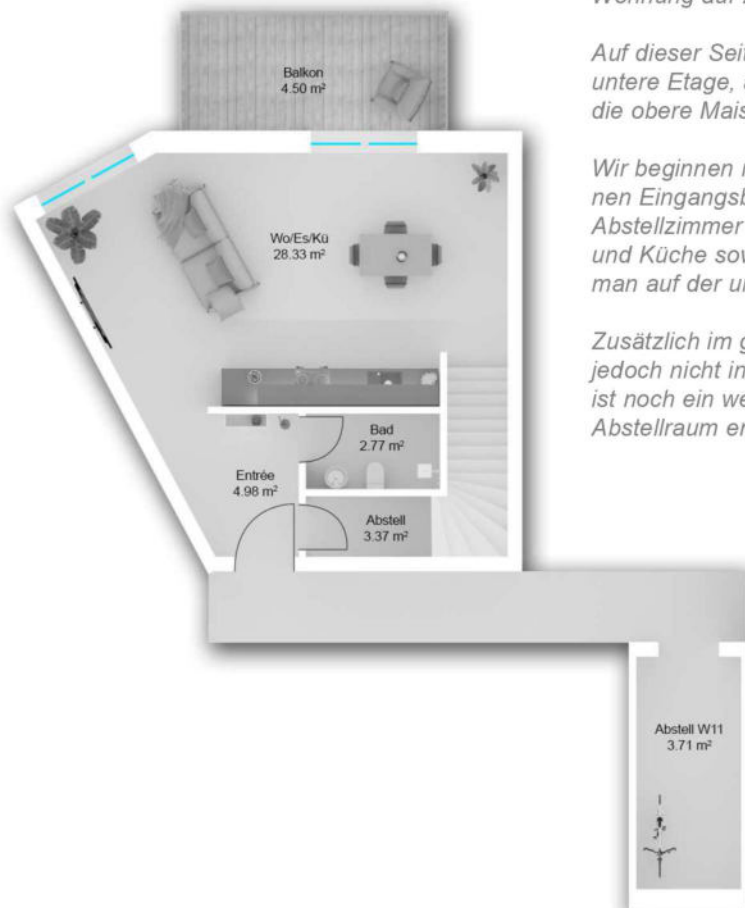 Wohnung auf
Auf dieser Seit
untere Etage,
die obere Mais
Wir beginnen
nen Eingangsb
Abstellzimmer
und Küche sov
man auf der u
Zusätzlich im g
jedoch nicht in
ist noch ein we
Abstellraum er
Balkon
4.50 m²
Wo/Es/Kü
28.33 m²
Bad
2.77 m²
Entrée
4.98 m²
Abstell
3.37 m²
Abstell W11
3.71 m²